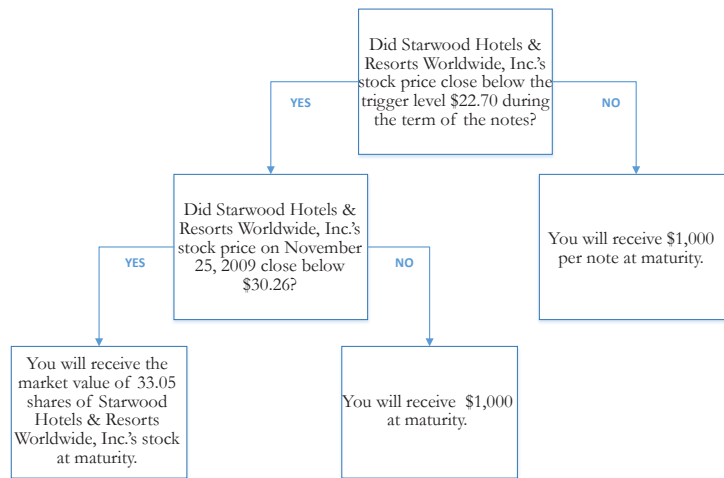 Did Starwood Hotels &
Resorts Worldwide, Inc.'s
stock price close below the
trigger level $22.70 during
the term of the notes?
YES
NO
Did Starwood Hotels &
Resorts Worldwide, Inc.'s
stock price on November
25, 2009 close below
$30.26?
You will receive $1,000
per note at maturity.
YES
NO
You will receive the
market value of 33.05
shares of Starwood
Hotels & Resorts
Worldwide, Inc.'s stock
at maturity.
You will receive $1,000
at maturity.